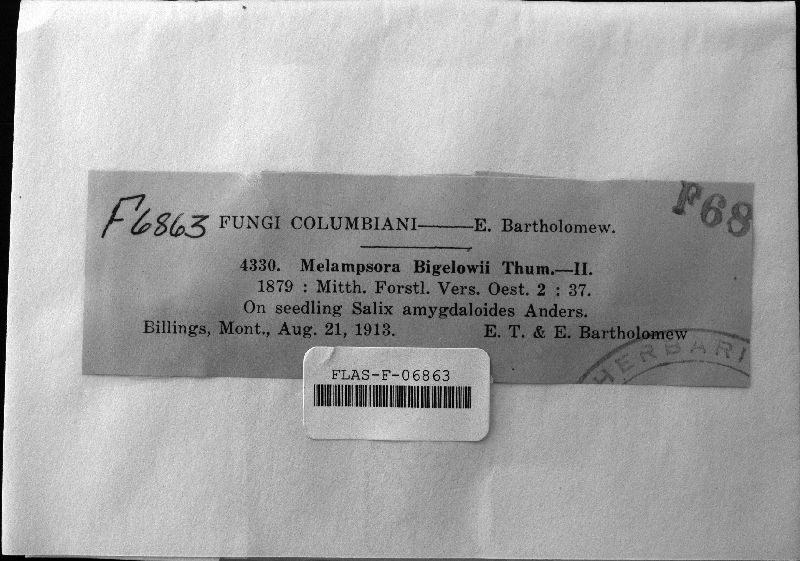 F6863 FUNGI COLUMBIANI——E. Bartholomew.
F68
4330. Melampsora Bigelowii Thum.—II.
1879 : Mitth. Forstl. Vers. Oest. 2 : 37.
On seedling Salix amygdaloides Anders.
Billings, Mont., Aug. 21, 1913. E. T. & E. Bartholomew
HERBARI
FLAS-F-06863